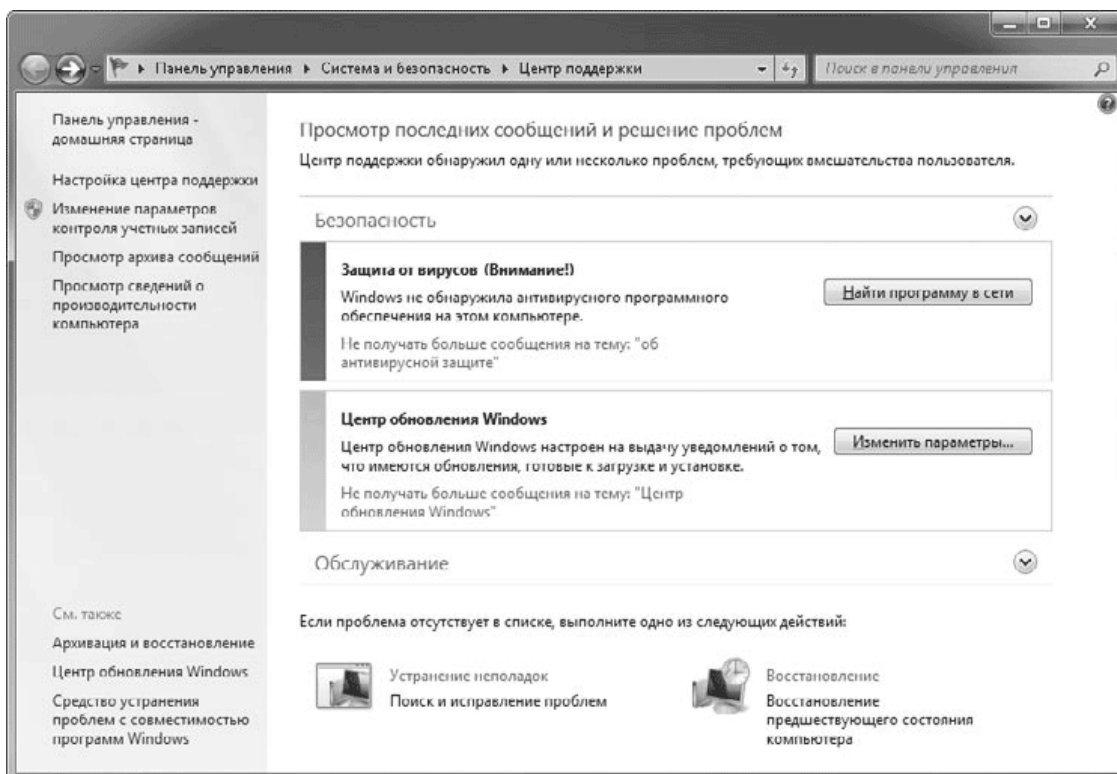 Панель управления ▸ Система и безопасность ▸ Центр поддержки
Поиск в панели управления
Панель управления -
домашняя страница
Настройка центра поддержки
Изменение параметров
контроля учетных записей
Просмотр архива сообщений
Просмотр сведений о
производительности
компьютера
См. также
Архивация и восстановление
Центр обновления Windows
Средство устранения
проблем с совместимостью
программ Windows
Просмотр последних сообщений и решение проблем
Центр поддержки обнаружил одну или несколько проблем, требующих вмешательства пользователя.
Безопасность
Защита от вирусов (Внимание!)
Windows не обнаружила антивирусного программного
обеспечения на этом компьютере.
Найти программу в сети
Не получать больше сообщения на тему: "об
антивирусной защите"
Центр обновления Windows
Центр обновления Windows настроен на выдачу уведомлений о том,
что имеются обновления, готовые к загрузке и установке.
Изменить параметры...
Не получать больше сообщения на тему: "Центр
обновления Windows"
Обслуживание
Если проблема отсутствует в списке, выполните одно из следующих действий:
Устранение неполадок
Поиск и исправление проблем
Восстановление
Восстановление
предшествующего состояния
компьютера